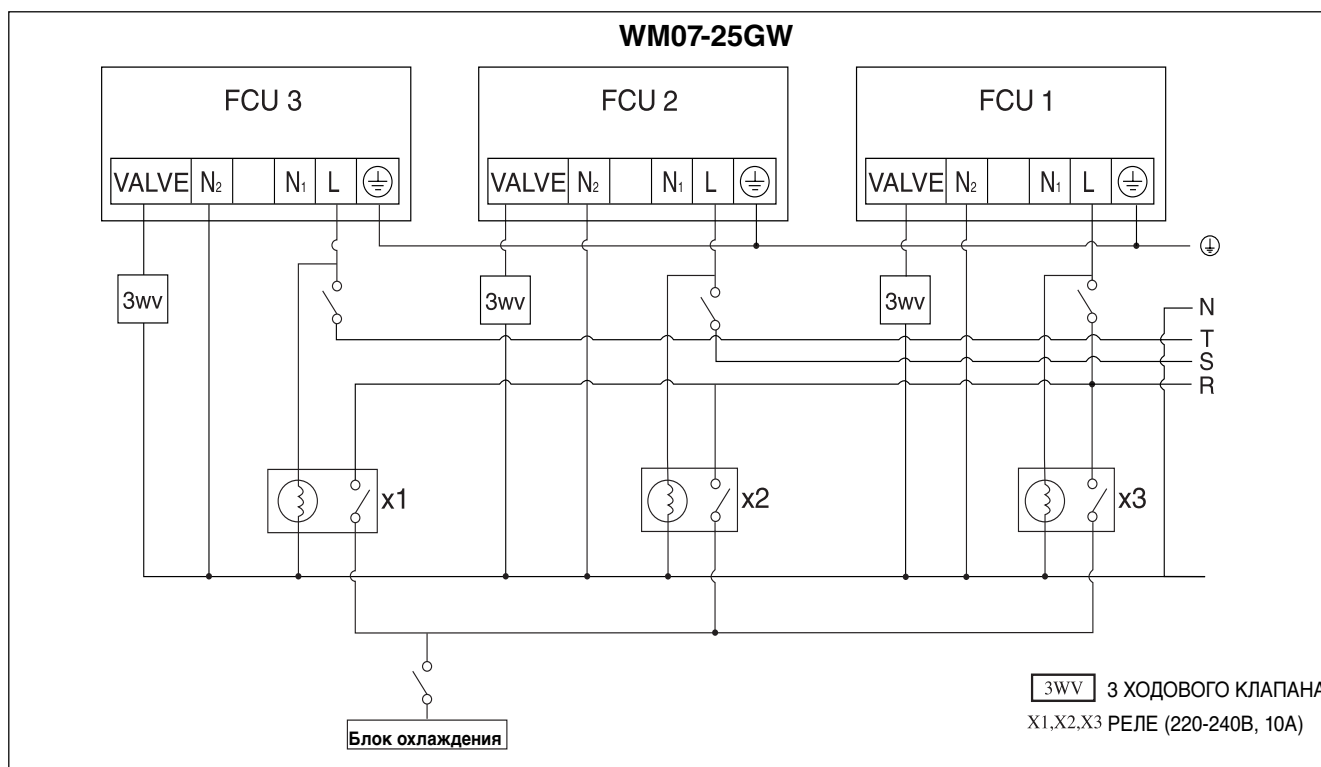 WM07-25GW
FCU 3
FCU 2
FCU 1
VALVE N₂ N₁ L
VALVE N₂ N₁ L
VALVE N₂ N₁ L
3wv
3wv
3wv
N
T
S
R
x1
x2
x3
3WV 3 ХОДОВОГО КЛАПАНА
X1,X2,X3 РЕЛЕ (220-240В, 10А)
Блок охлаждения